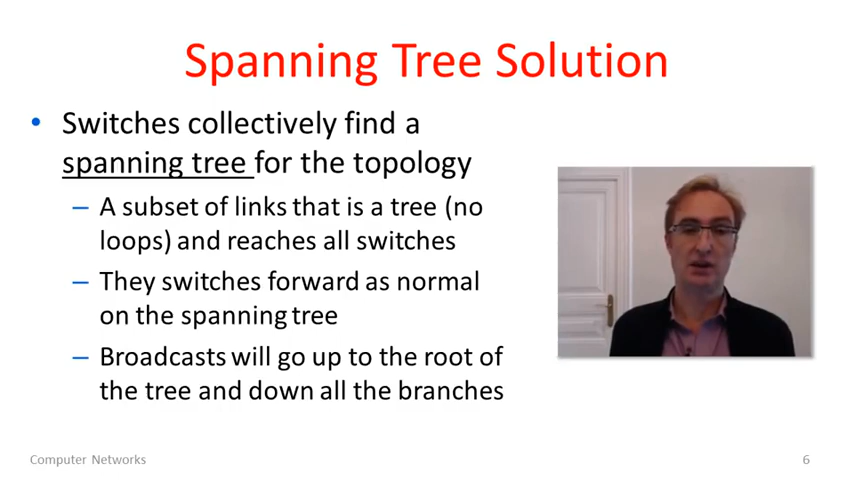 Spanning Tree Solution
• Switches collectively find a
spanning tree for the topology
– A subset of links that is a tree (no
loops) and reaches all switches
– They switches forward as normal
on the spanning tree
– Broadcasts will go up to the root of
the tree and down all the branches
Computer Networks
6